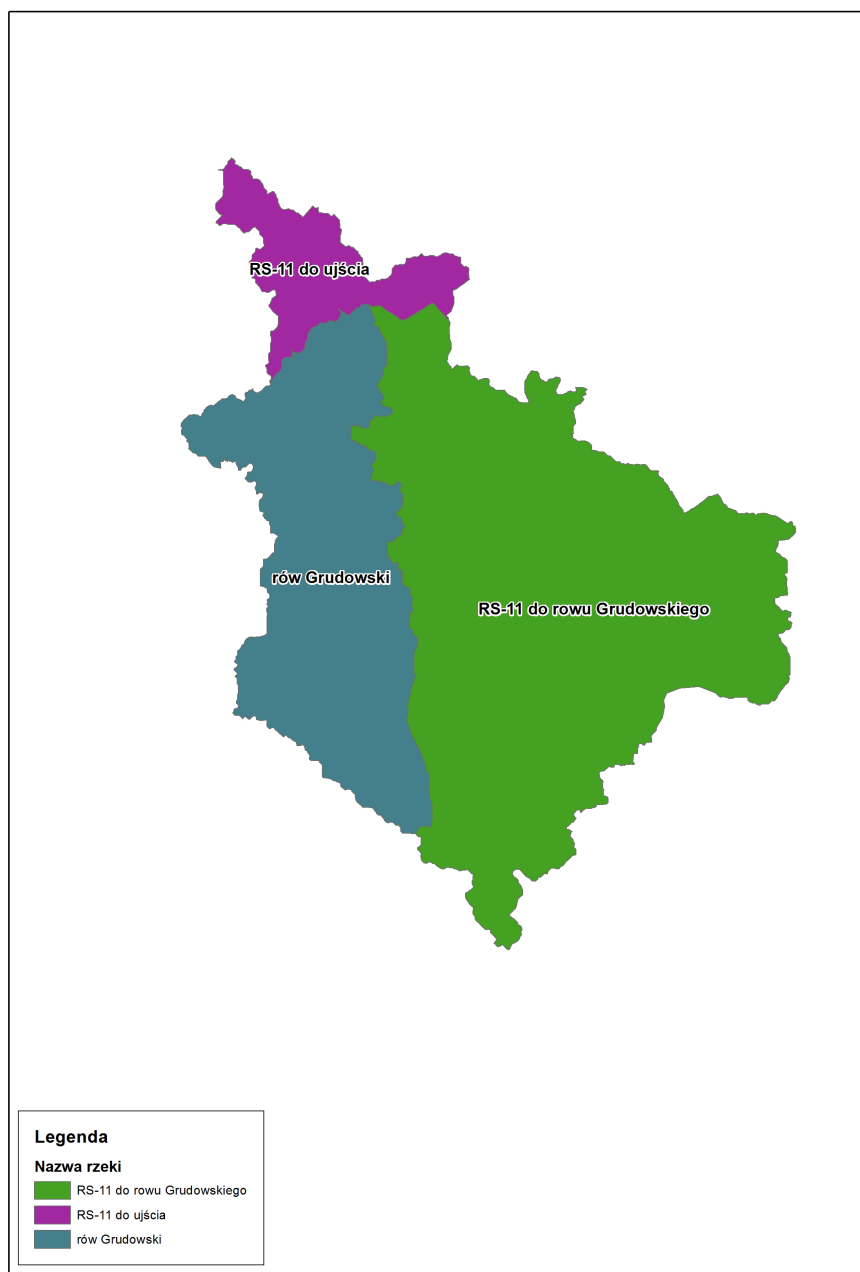 RS-11 do ujścia
rów Grudowski
RS-11 do rowu Grudowskiego
Legenda
Nazwa rzeki
RS-11 do rowu Grudowskiego
RS-11 do ujścia
rów Grudowski